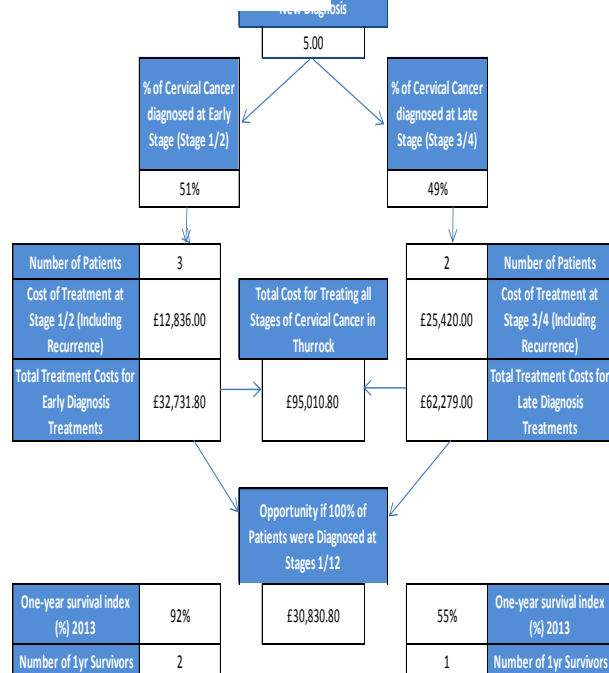 New Diagnosis
5.00
% of Cervical Cancer
diagnosed at Early
Stage (Stage 1/2)
51%
% of Cervical Cancer
diagnosed at Late
Stage (Stage 3/4)
49%
Number of Patients
3
Cost of Treatment at
Stage 1/2 (Including
Recurrence)
£12,836.00
Total Treatment Costs for
Early Diagnosis
Treatments
£32,731.80
Total Cost for Treating all
Stages of Cervical Cancer in
Thurrock
£95,010.80
2
Number of Patients
£25,420.00
Cost of Treatment at
Stage 3/4 (Including
Recurrence)
£62,279.00
Total Treatment Costs for
Late Diagnosis
Treatments
Opportunity if 100% of
Patients were Diagnosed at
Stages 1/12
£30,830.80
One-year survival index
(%) 2013
92%
Number of 1yr Survivors
2
55%
One-year survival index
(%) 2013
1
Number of 1yr Survivors